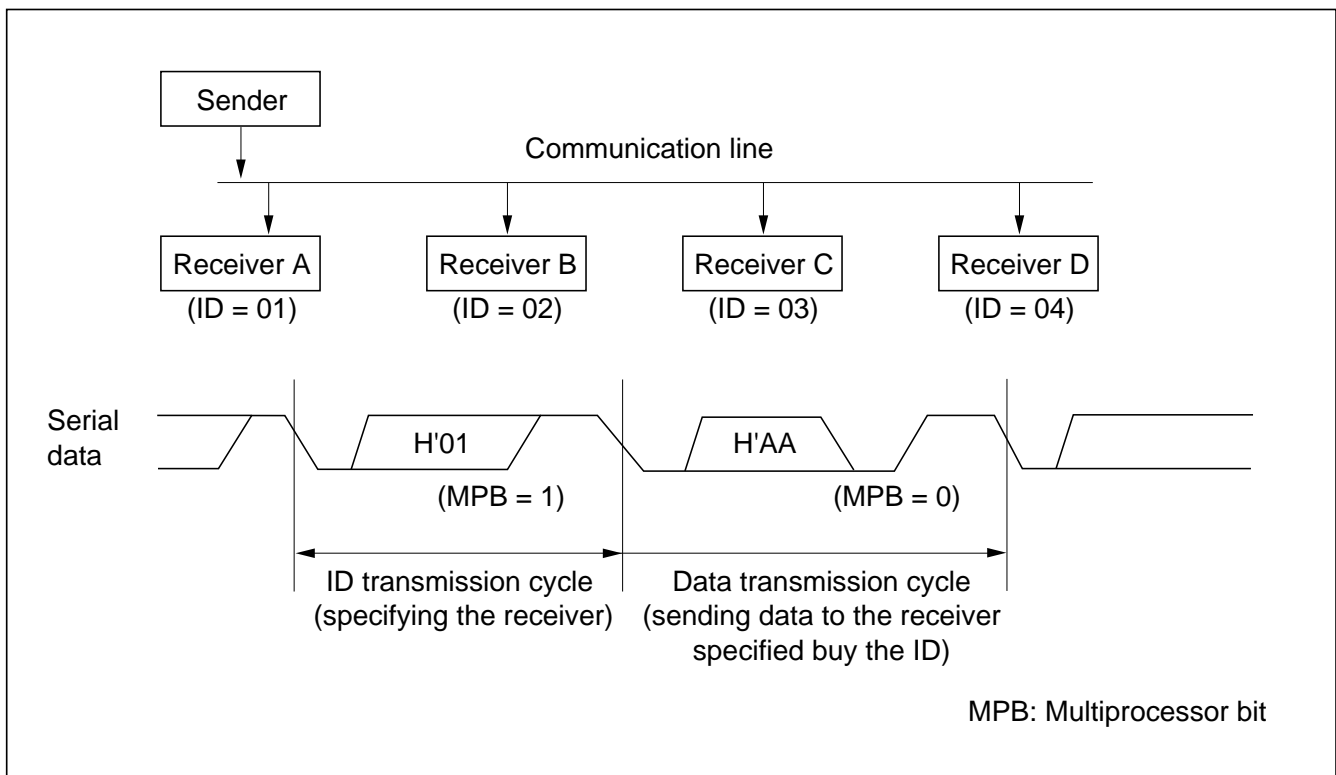 Sender
Communication line
Receiver A
Receiver B
Receiver C
Receiver D
(ID = 01)
(ID = 02)
(ID = 03)
(ID = 04)
Serial
data
H'01
H'AA
(MPB = 1)
(MPB = 0)
ID transmission cycle
(specifying the receiver)
Data transmission cycle
(sending data to the receiver
specified buy the ID)
MPB: Multiprocessor bit